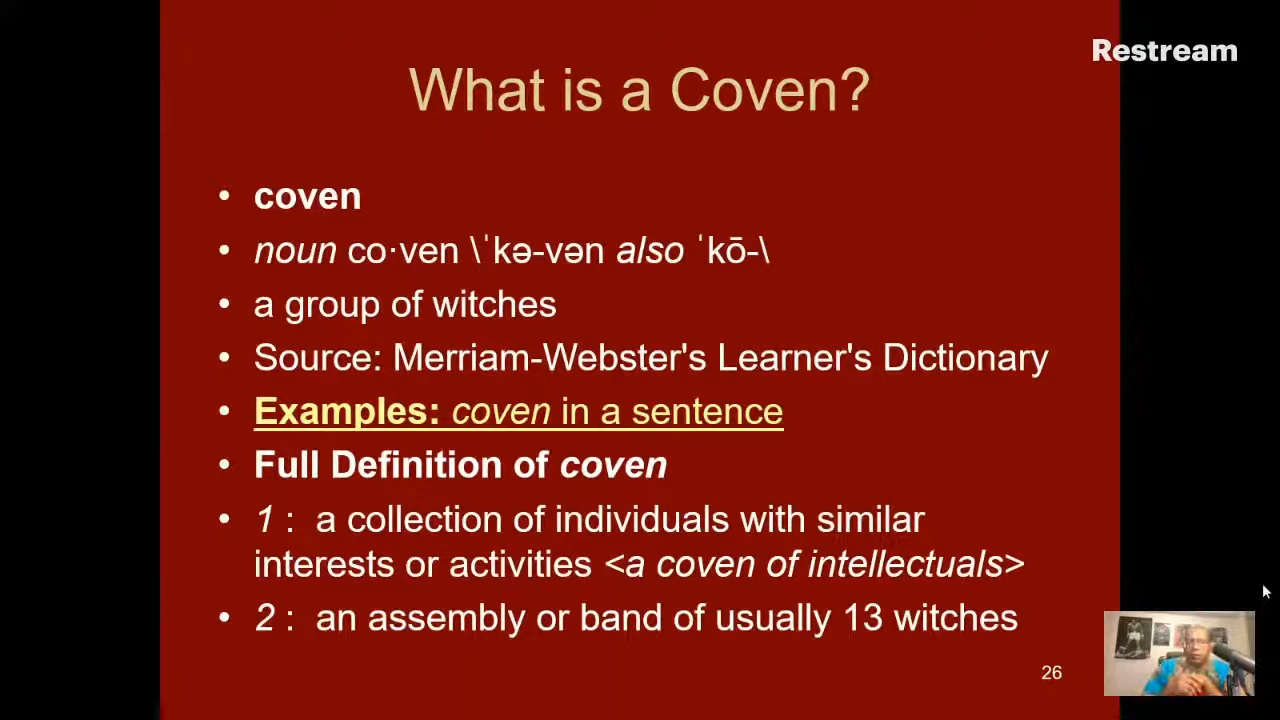 Restream
What is a Coven?
• coven
• noun co·ven \ˈkə-vən also ˈkō-\
• a group of witches
• Source: Merriam-Webster's Learner's Dictionary
• Examples: coven in a sentence
• Full Definition of coven
• 1 : a collection of individuals with similar
interests or activities <a coven of intellectuals>
• 2 : an assembly or band of usually 13 witches
26